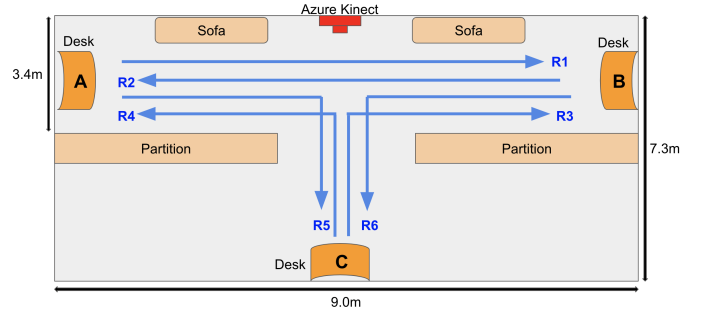 Azure Kinect
Sofa
Sofa
Desk
Desk
R1
3.4m
A
R2
B
R4
R3
Partition
Partition
7.3m
R5
R6
Desk
C
9.0m